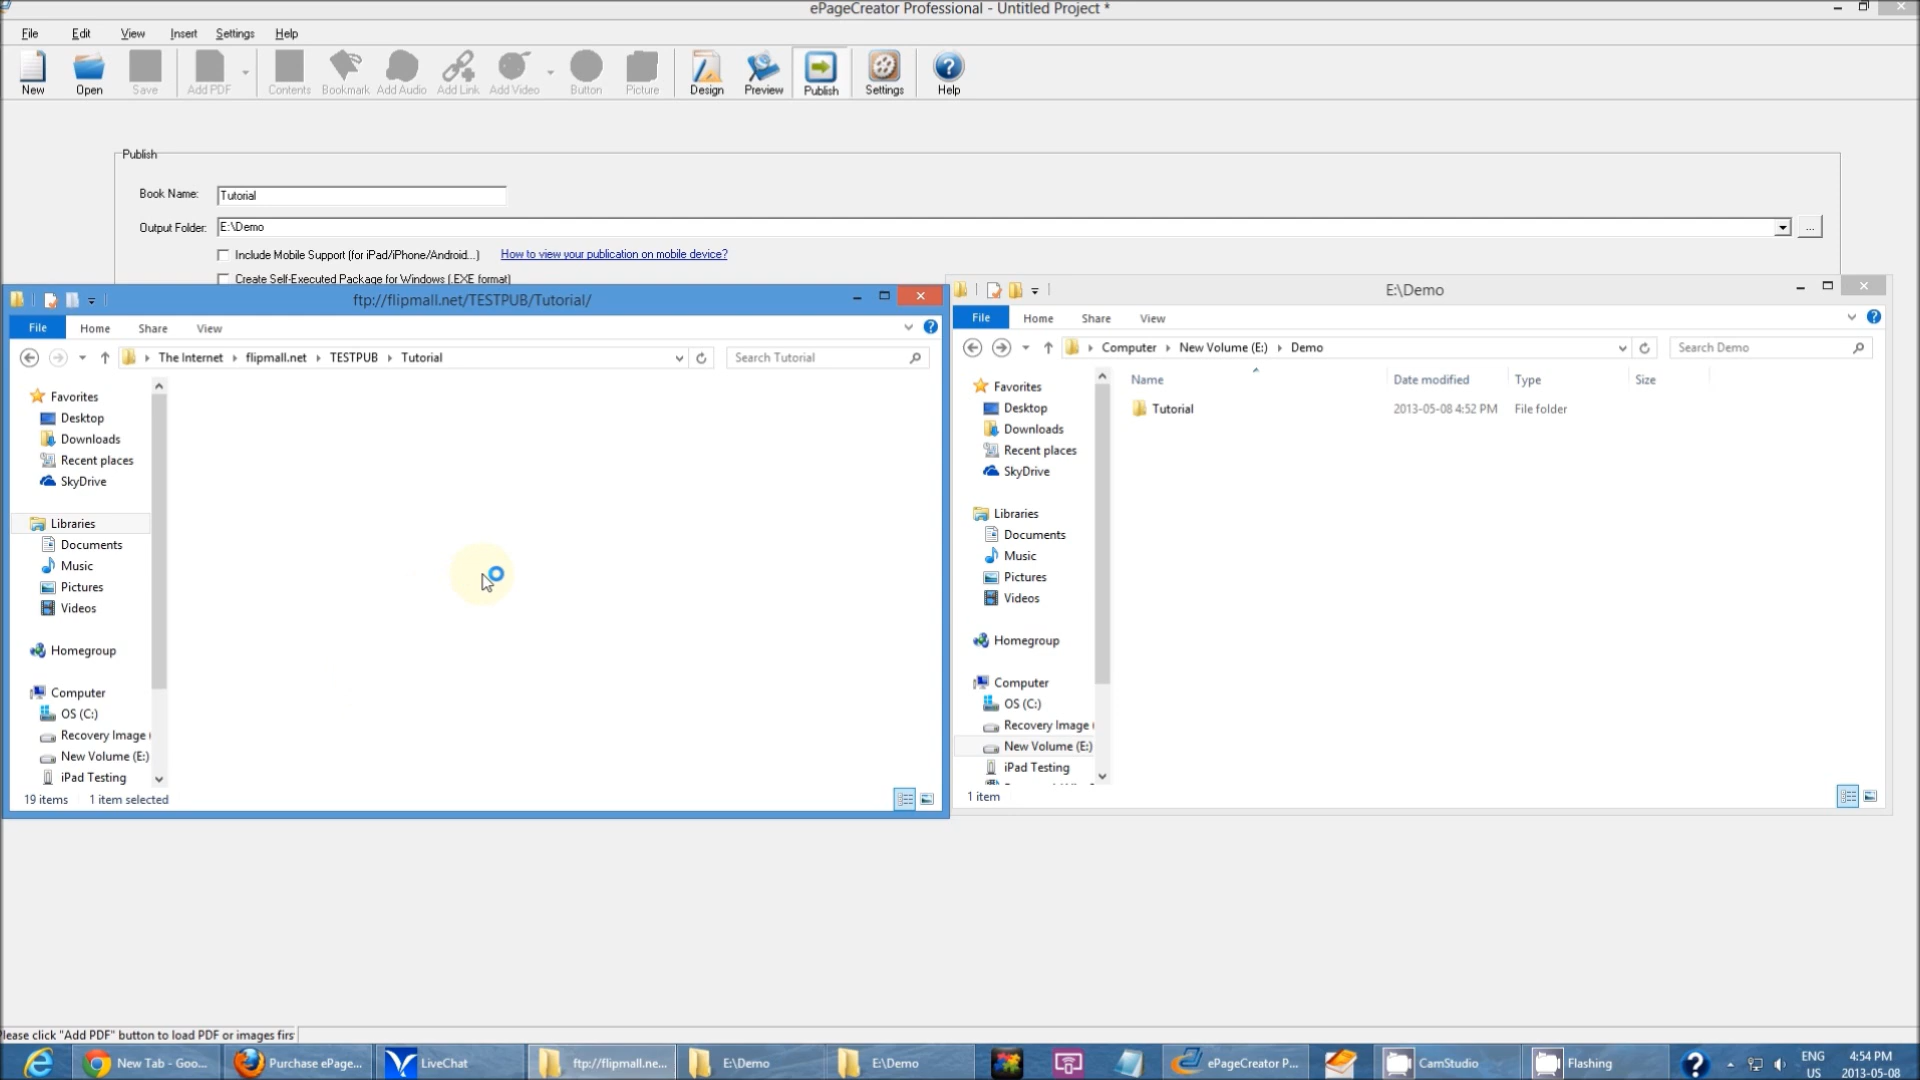 ePageCreator Professional - Untitled Project *
File Edit View Insert Settings Help
New Open Save Add PDF Contents Bookmark Add Audio Add Link Add Video Button Picture Design Preview Publish Settings Help
Publish
Book Name: Tutorial
Output Folder: E:\Demo ...
Include Mobile Support (for iPad/iPhone/Android...) How to view your publication on mobile device?
Create Self-Executed Package for Windows (.EXE format)
ftp://flipmall.net/TESTPUB/Tutorial/
File Home Share View
The Internet flipmall.net TESTPUB Tutorial Search Tutorial
Favorites
Desktop
Downloads
Recent places
SkyDrive
Libraries
Documents
Music
Pictures
Videos
Homegroup
Computer
OS (C:)
Recovery Image
New Volume (E:)
iPad Testing
19 items 1 item selected
E:\Demo
File Home Share View
Computer New Volume (E:) Demo Search Demo
Name Date modified Type Size
Tutorial 2013-05-08 4:52 PM File folder
Favorites
Desktop
Downloads
Recent places
SkyDrive
Libraries
Documents
Music
Pictures
Videos
Homegroup
Computer
OS (C:)
Recovery Image
New Volume (E:)
iPad Testing
1 item
Please click "Add PDF" button to load PDF or images firs
New Tab - Goo... Purchase ePage... LiveChat ftp://flipmall.ne... E:\Demo E:\Demo ePageCreator P... CamStudio Flashing ENG 4:54 PM
US 2013-05-08